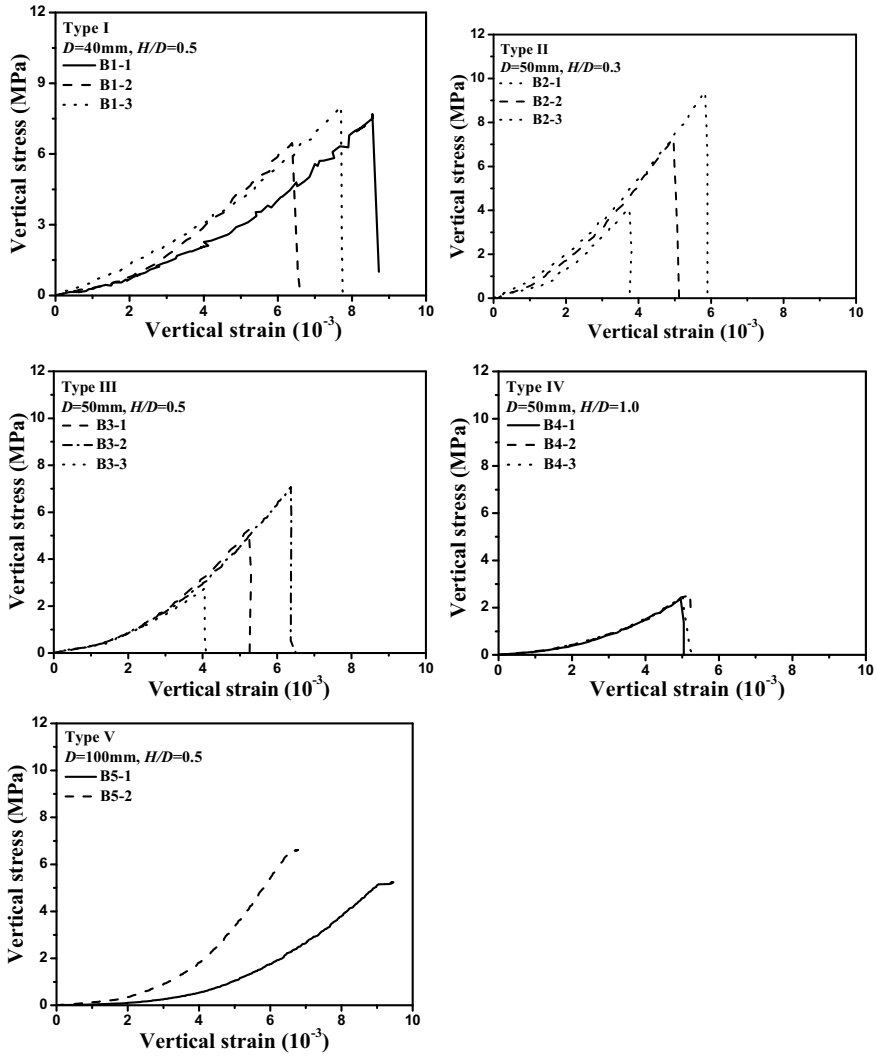 Type I
D=40mm, H/D=0.5
B1-1
B1-2
B1-3
12
9
6
3
0
Vertical stress (MPa)
0 2 4 6 8 10
Vertical strain (10⁻³)
Type II
D=50mm, H/D=0.3
B2-1
B2-2
B2-3
12
10
8
6
4
2
0
Vertical stress (MPa)
0 2 4 6 8 10
Vertical strain (10⁻³)
Type III
D=50mm, H/D=0.5
B3-1
B3-2
B3-3
12
10
8
6
4
2
0
Vertical stress (MPa)
0 2 4 6 8 10
Vertical strain (10⁻³)
Type IV
D=50mm, H/D=1.0
B4-1
B4-2
B4-3
12
10
8
6
4
2
0
Vertical stress (MPa)
0 2 4 6 8 10
Vertical strain (10⁻³)
Type V
D=100mm, H/D=0.5
B5-1
B5-2
12
10
8
6
4
2
0
Vertical stress (MPa)
0 2 4 6 8 10
Vertical strain (10⁻³)